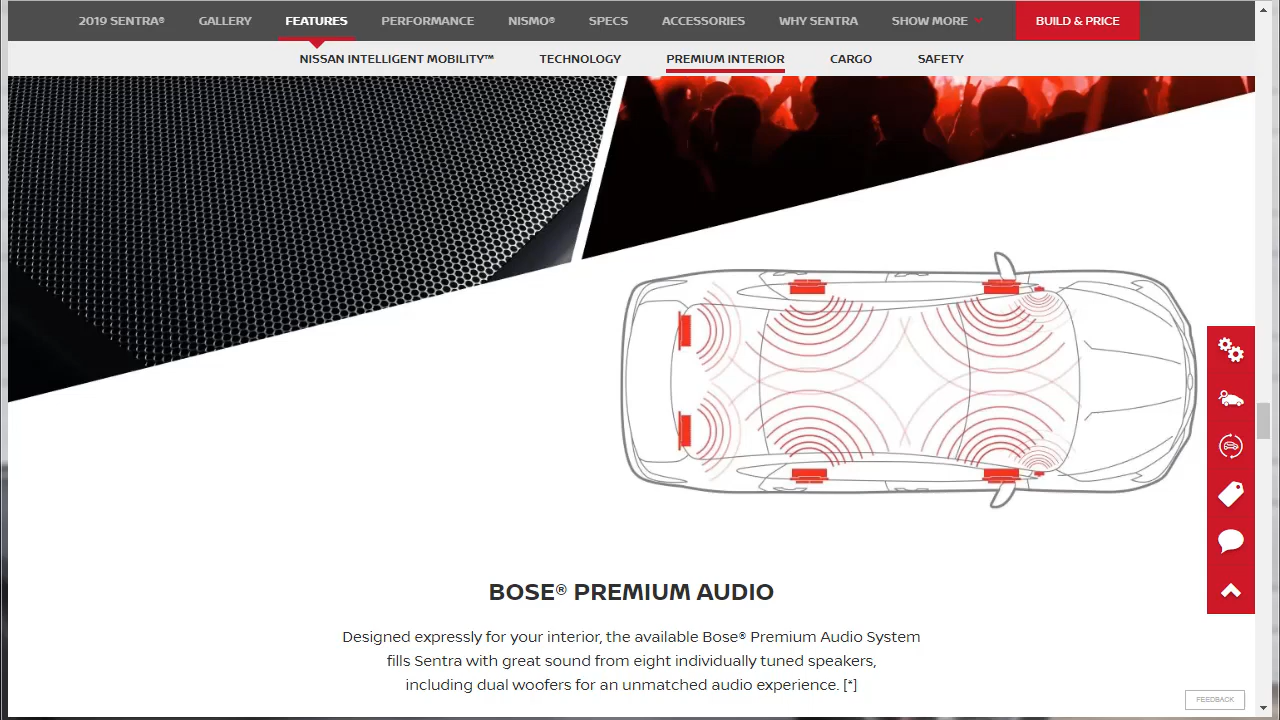 2019 SENTRA® GALLERY FEATURES PERFORMANCE NISMO® SPECS ACCESSORIES WHY SENTRA SHOW MORE BUILD & PRICE
NISSAN INTELLIGENT MOBILITY™ TECHNOLOGY PREMIUM INTERIOR CARGO SAFETY
BOSE® PREMIUM AUDIO
Designed expressly for your interior, the available Bose® Premium Audio System
fills Sentra with great sound from eight individually tuned speakers,
including dual woofers for an unmatched audio experience. [*]
FEEDBACK